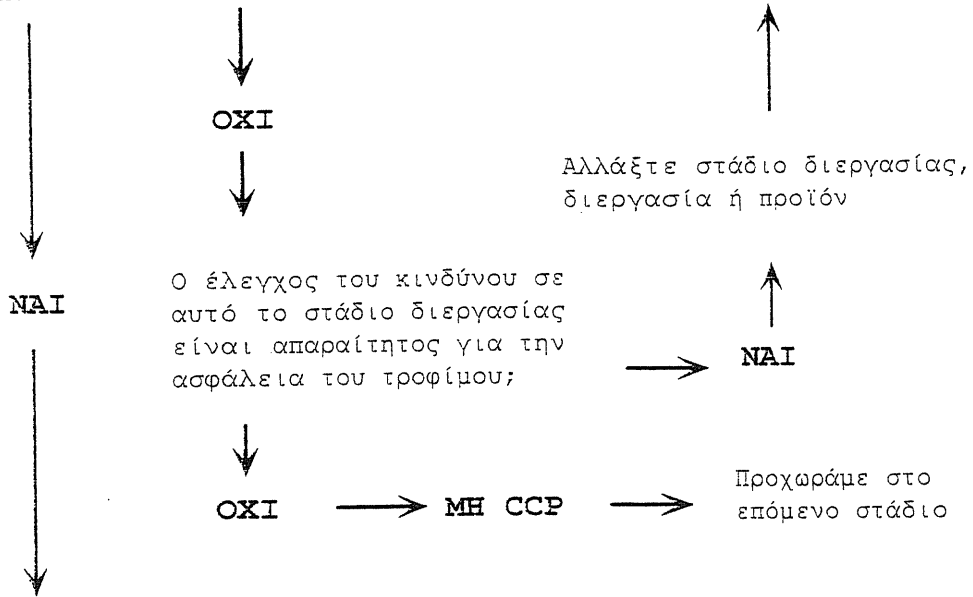 ΟΧΙ
Αλλάξτε στάδιο διεργασίας,
διεργασία ή προϊόν
Ο έλεγχος του κινδύνου σε
αυτό το στάδιο διεργασίας
είναι απαραίτητος για την
ασφάλεια του τροφίμου;
ΝΑΙ
ΝΑΙ
ΟΧΙ
ΜΗ CCP
Προχωράμε στο
επόμενο στάδιο